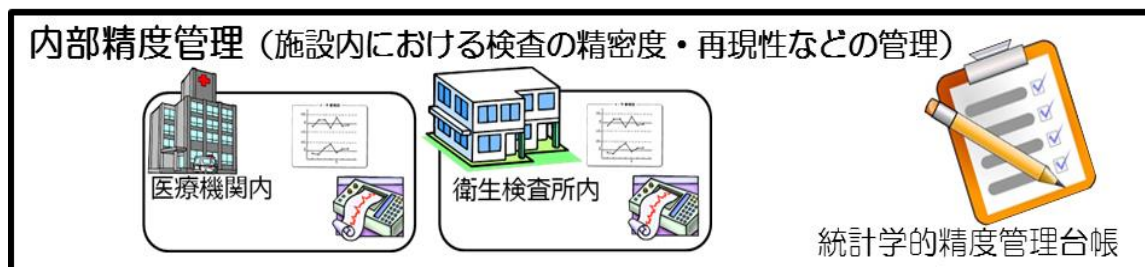 内部精度管理（施設内における検査の精密度・再現性などの管理）
医療機関内
衛生検査所内
統計学的精度管理台帳